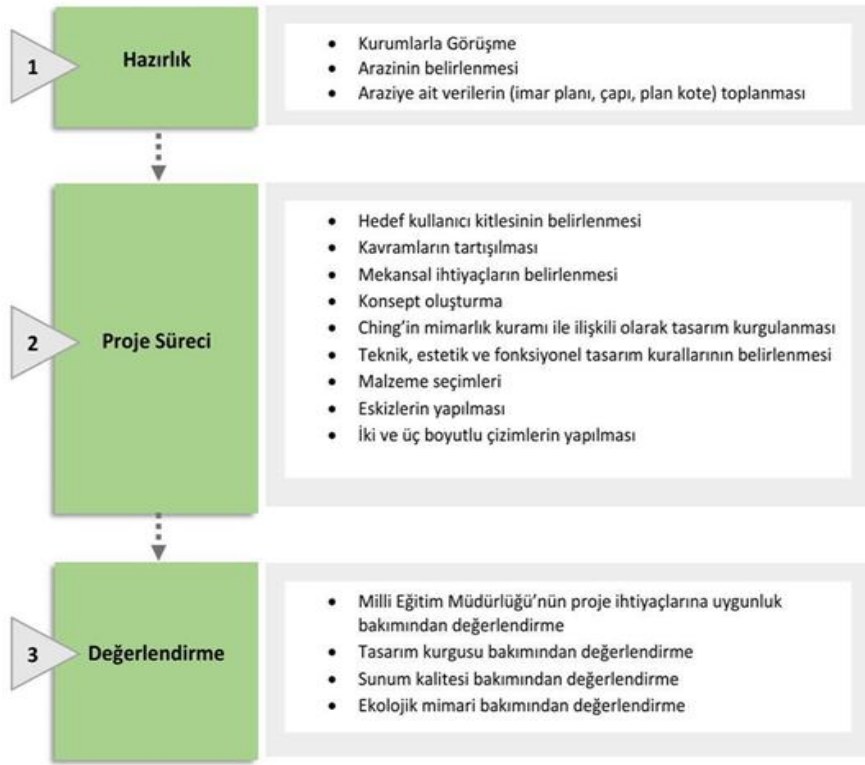 1
Hazırlık
• Kurumlarla Görüşme
• Arazinin belirlenmesi
• Araziye ait verilerin (imar planı, çapı, plan kote) toplanması
2
Proje Süreci
• Hedef kullanıcı kitlesinin belirlenmesi
• Kavramların tartışılması
• Mekansal ihtiyaçların belirlenmesi
• Konsept oluşturma
• Ching’in mimarlık kuramı ile ilişkili olarak tasarım kurgulanması
• Teknik, estetik ve fonksiyonel tasarım kurallarının belirlenmesi
• Malzeme seçimleri
• Eskizlerin yapılması
• İki ve üç boyutlu çizimlerin yapılması
3
Değerlendirme
• Milli Eğitim Müdürlüğü’nün proje ihtiyaçlarına uygunluk
bakımından değerlendirme
• Tasarım kurgusu bakımından değerlendirme
• Sunum kalitesi bakımından değerlendirme
• Ekolojik mimari bakımından değerlendirme